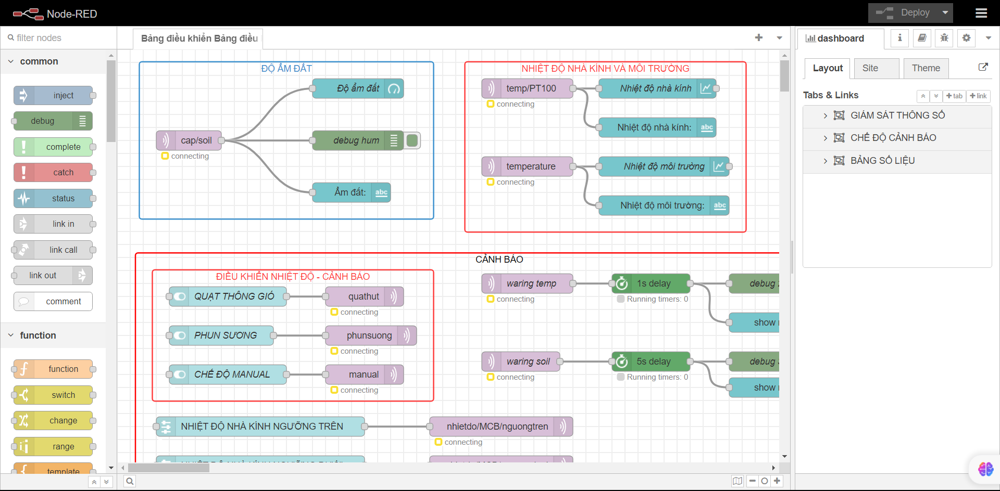 Node-RED
Deploy
filter nodes
common
inject
debug
complete
catch
status
link in
link call
link out
comment
function
function
switch
change
range
template
Bảng điều khiển Bảng điều
ĐỘ ẨM ĐẤT
Độ ẩm đất
cap/soil
connecting
debug hum
Ẩm đất:
abc
NHIỆT ĐỘ NHÀ KÍNH VÀ MÔI TRƯỜNG
temp/PT100
connecting
Nhiệt độ nhà kính
Nhiệt độ nhà kính:
abc
temperature
connecting
Nhiệt độ môi trường
Nhiệt độ môi trường:
abc
CẢNH BÁO
ĐIỀU KHIỂN NHIỆT ĐỘ - CẢNH BÁO
QUẠT THÔNG GIÓ
quathut
connecting
PHUN SƯƠNG
phunsuong
connecting
CHẾ ĐỘ MANUAL
manual
connecting
waring temp
connecting
1s delay
Running timers: 0
debug
show
waring soil
connecting
5s delay
Running timers: 0
debug
show
NHIỆT ĐỘ NHÀ KÍNH NGƯỠNG TRÊN
nhietdo/MCB/nguongtren
connecting
dashboard
i
Layout
Site
Theme
Tabs & Links
tab
link
GIÁM SÁT THÔNG SỐ
CHẾ ĐỘ CẢNH BÁO
BẢNG SỐ LIỆU